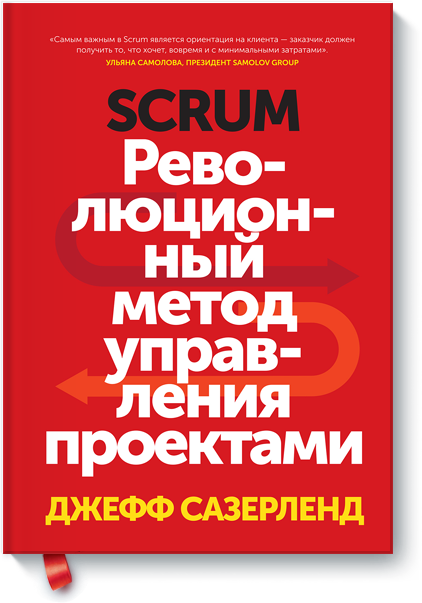 «Самым важным в Scrum является ориентация на клиента — заказчик должен
получить то, что хочет, вовремя и с минимальными затратами».
УЛЬЯНА САМОЛОВА, ПРЕЗИДЕНТ SAMOLOV GROUP
SCRUM
Рево-
люцион-
ный
метод
управ-
ления
проектами
ДЖЕФФ САЗЕРЛЕНД